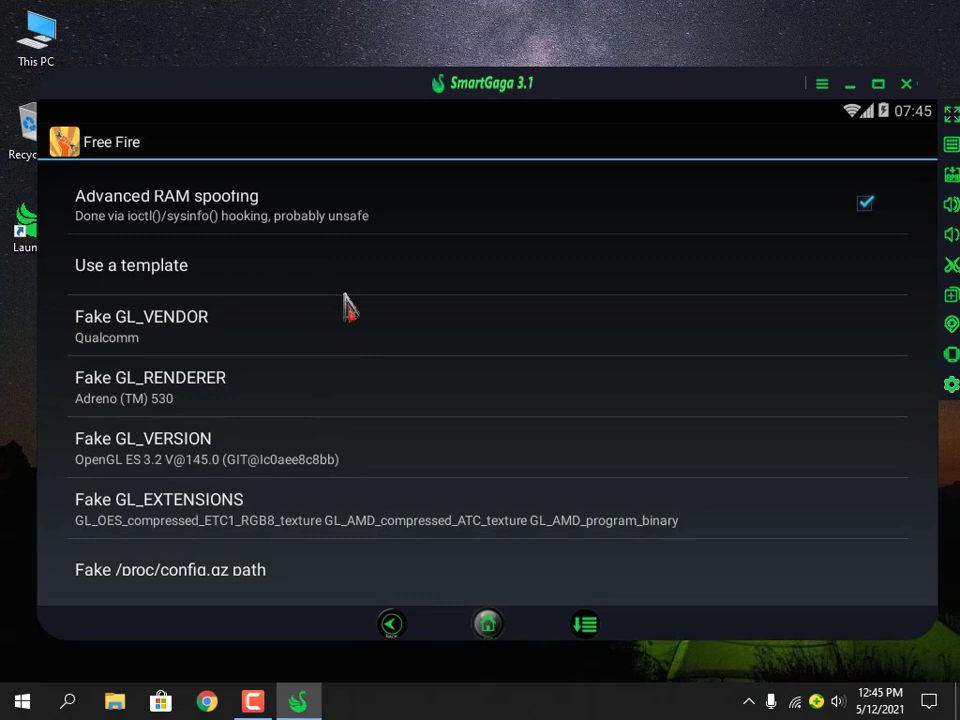 This PC
SmartGaga 3.1
07:45
Free Fire
Recyc
Advanced RAM spoofing
Done via ioctl()/sysinfo() hooking, probably unsafe
Laun
Use a template
Fake GL_VENDOR
Qualcomm
Fake GL_RENDERER
Adreno (TM) 530
Fake GL_VERSION
OpenGL ES 3.2 V@145.0 (GIT@Ic0aee8c8bb)
Fake GL_EXTENSIONS
GL_OES_compressed_ETC1_RGB8_texture GL_AMD_compressed_ATC_texture GL_AMD_program_binary
Fake /proc/config.gz path
12:45 PM
5/12/2021